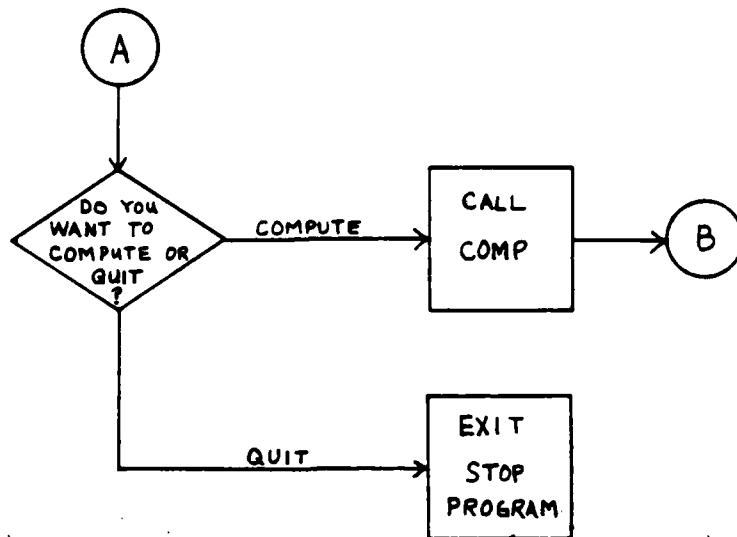 A
DO YOU
WANT TO
COMPUTE OR
QUIT
?
COMPUTE
CALL
COMP
B
QUIT
EXIT
STOP
PROGRAM